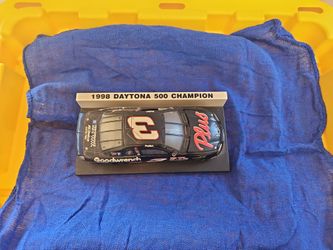 1998 DAYTONA 500 CHAMPION
3
Plus
Goodwrench